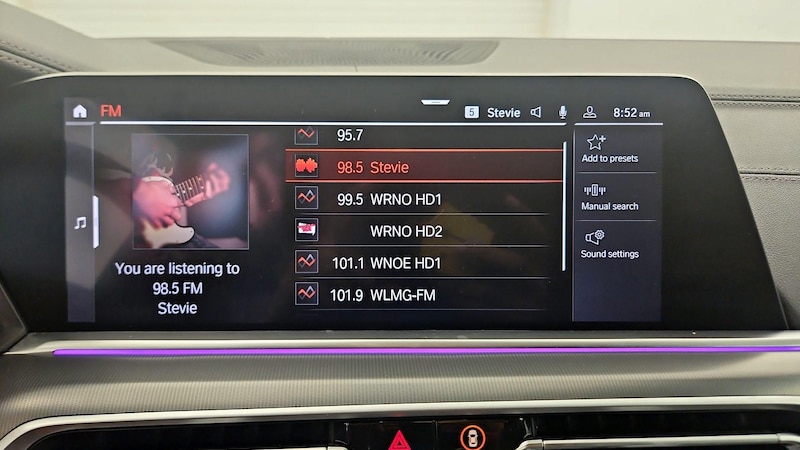 FM
5 Stevie 8:52 am
95.7
98.5 Stevie
99.5 WRNO HD1
WRNO HD2
101.1 WNOE HD1
101.9 WLMG-FM
You are listening to
98.5 FM
Stevie
Add to presets
Manual search
Sound settings